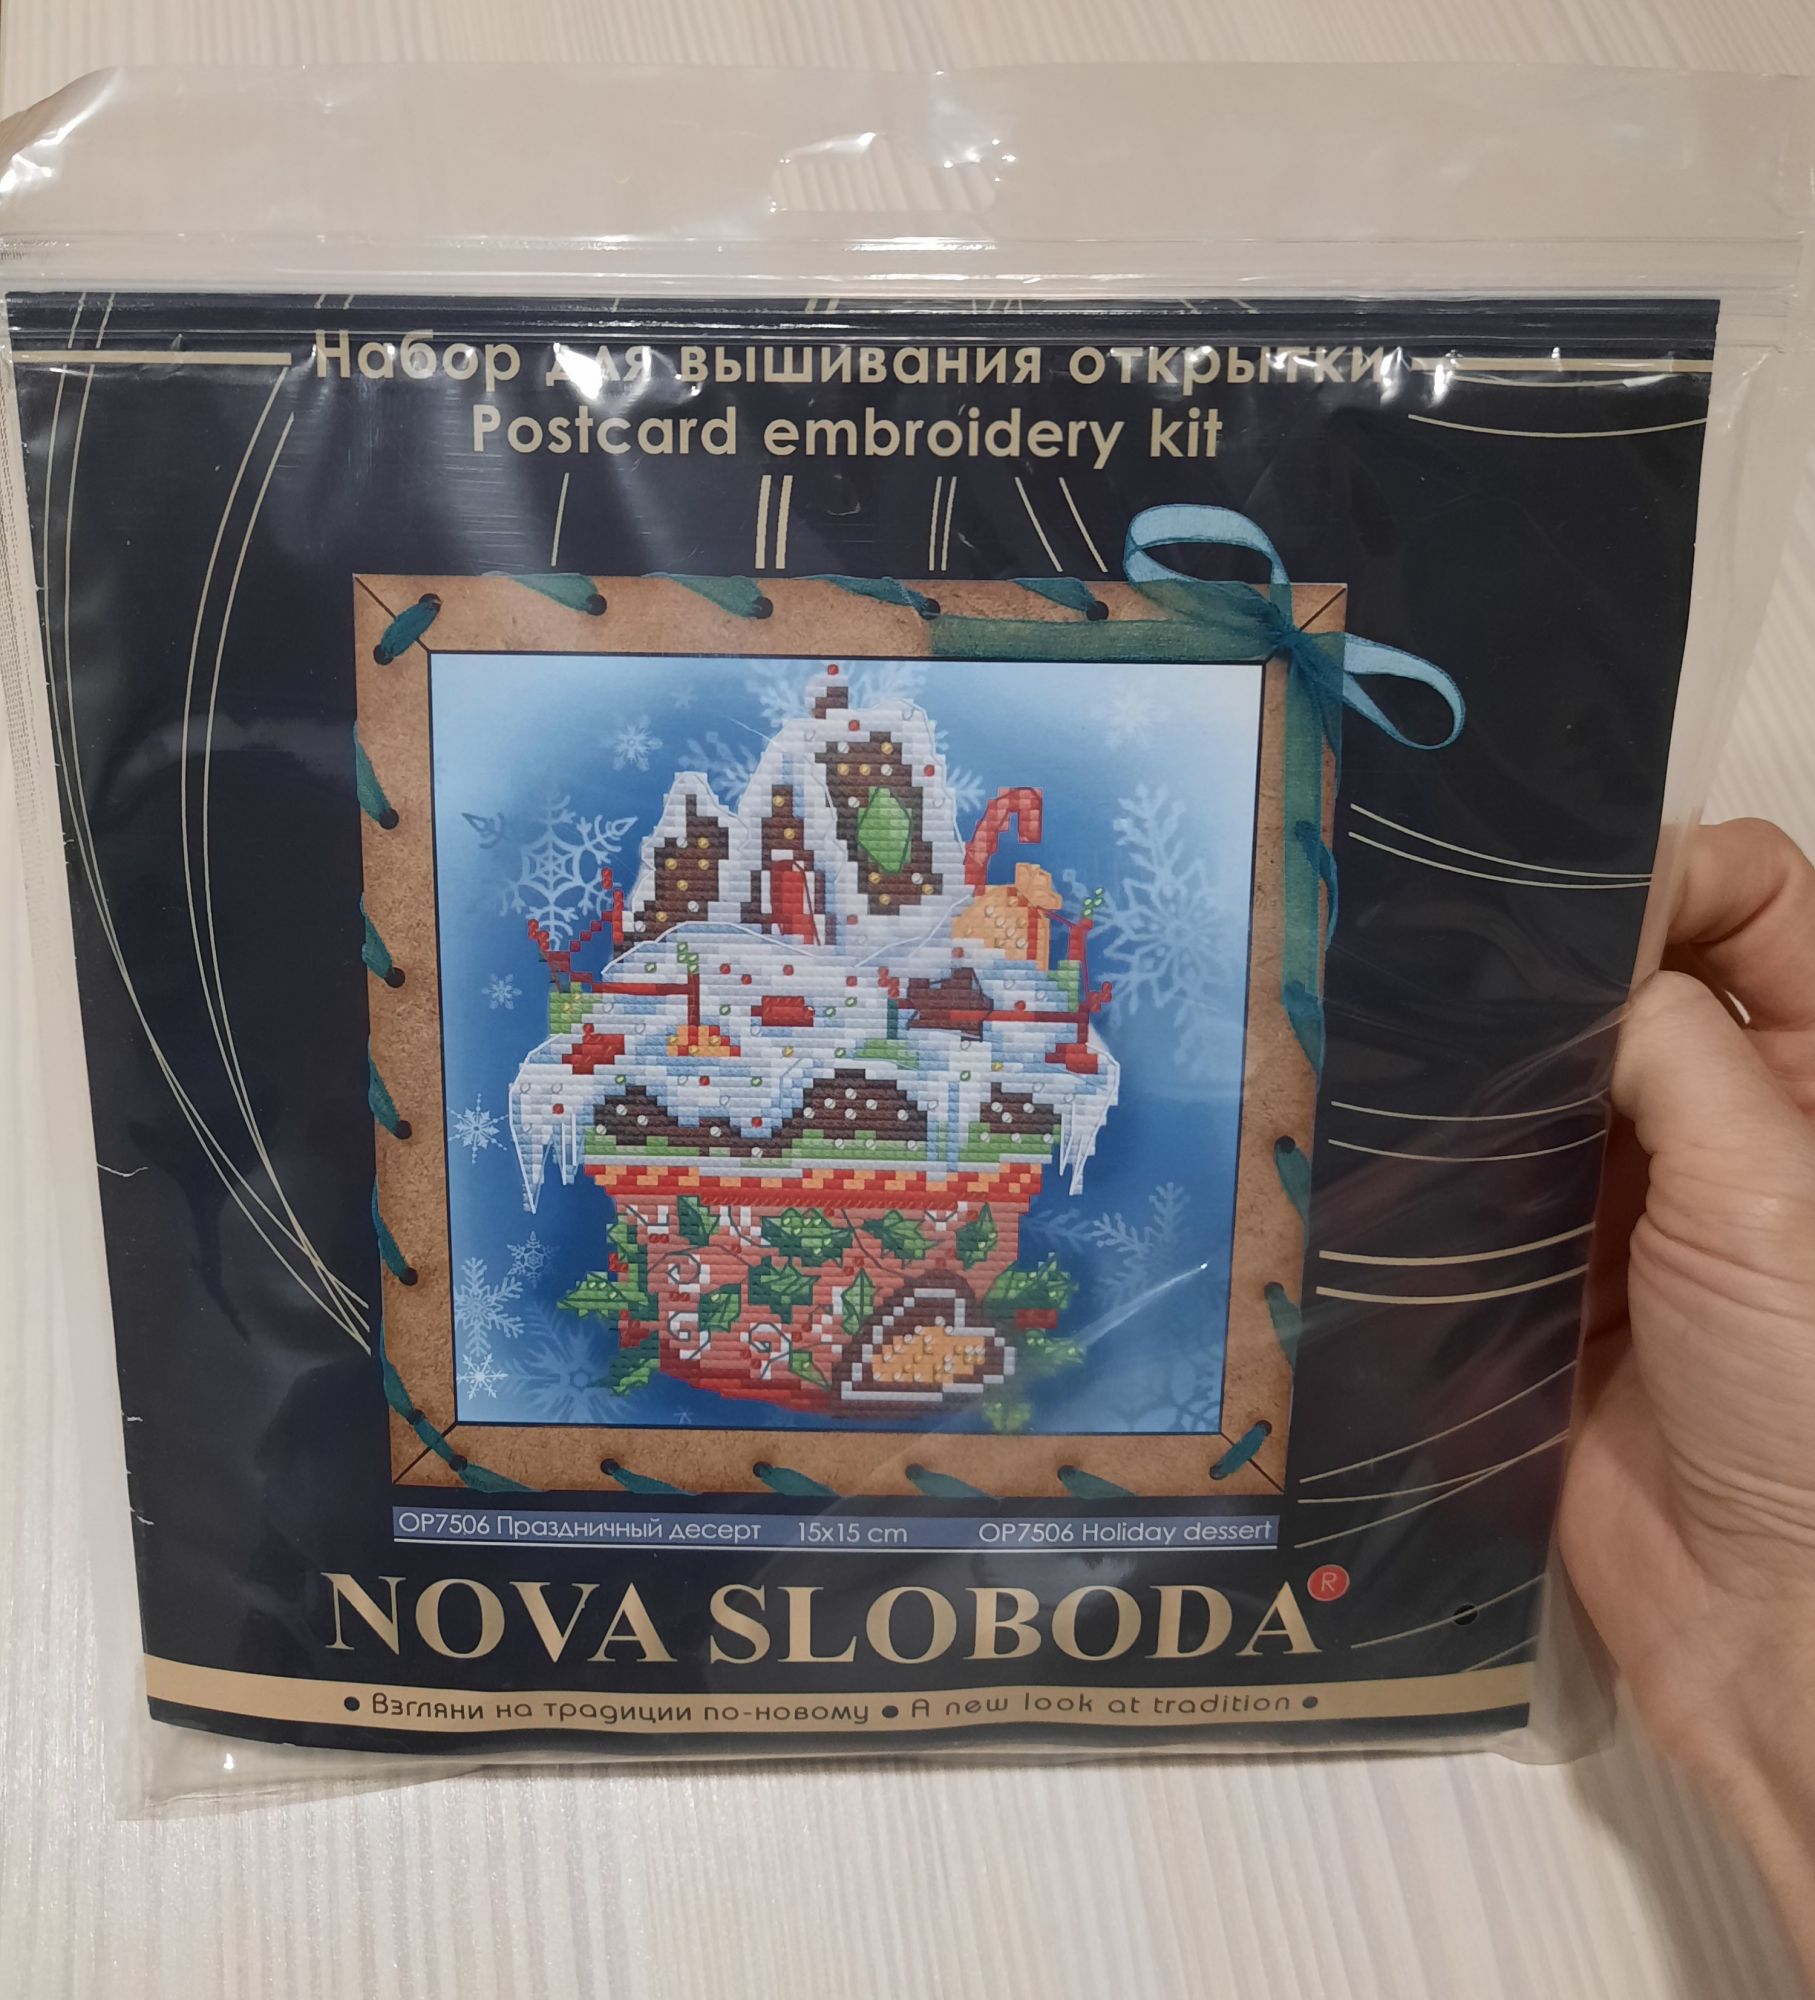 Набор для вышивания открытки
Postcard embroidery kit
ОР7506 Праздничный десерт 15x15 cm OP7506 Holiday dessert
NOVA SLOBODA®
• Взгляни на традиции по-новому • A new look at tradition •